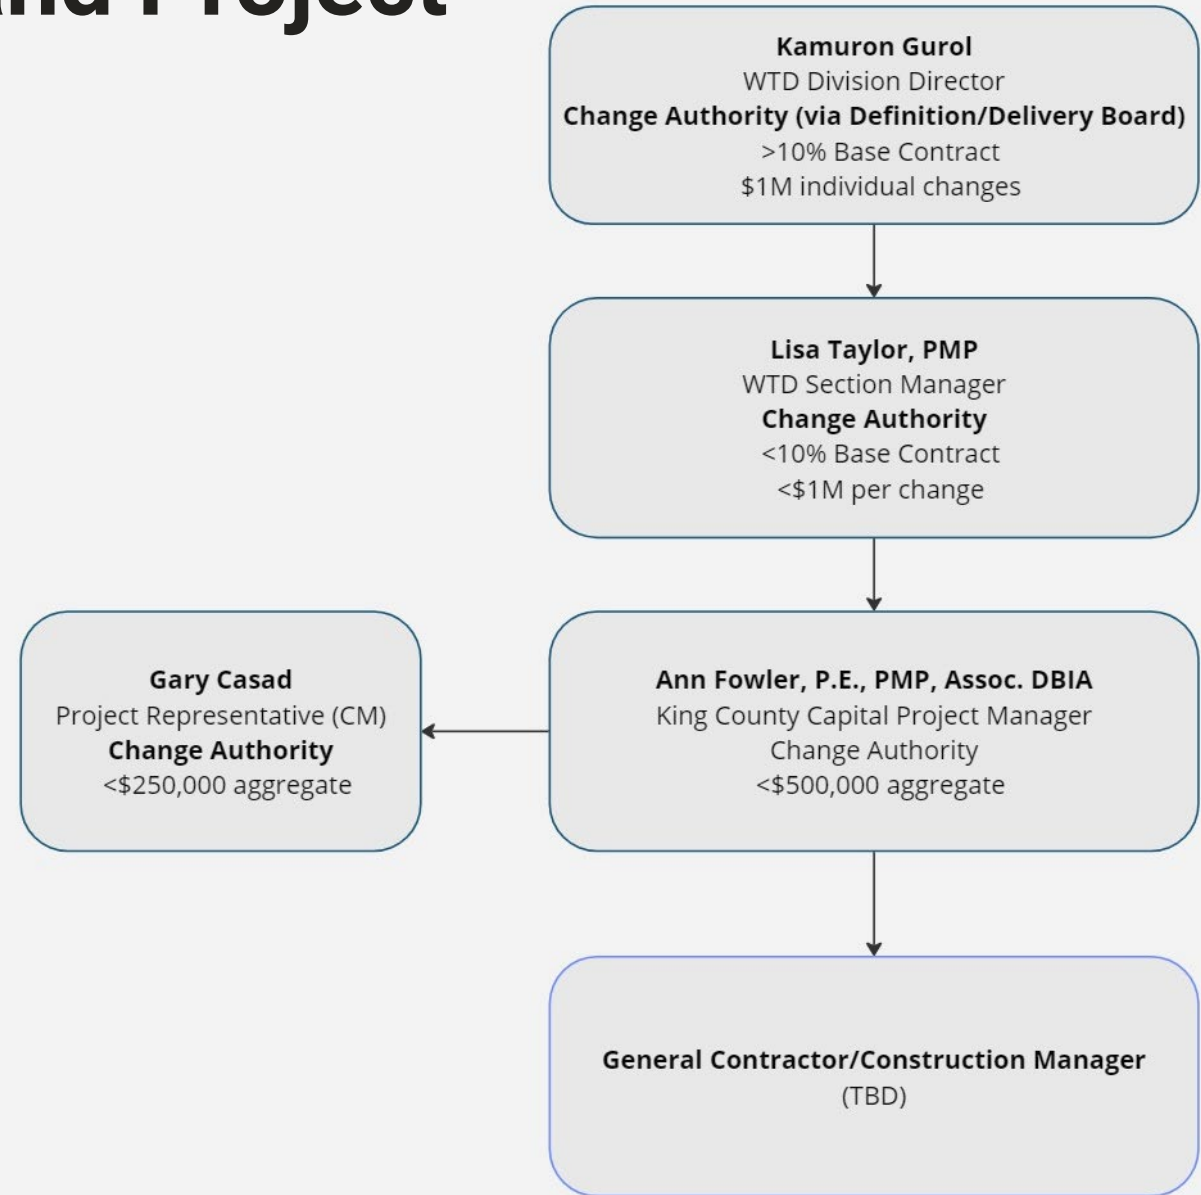 and Project
Kamuron Gurol
WTD Division Director
Change Authority (via Definition/Delivery Board)
>10% Base Contract
$1M individual changes
Lisa Taylor, PMP
WTD Section Manager
Change Authority
<10% Base Contract
<$1M per change
Gary Casad
Project Representative (CM)
Change Authority
<$250,000 aggregate
Ann Fowler, P.E., PMP, Assoc. DBIA
King County Capital Project Manager
Change Authority
<$500,000 aggregate
General Contractor/Construction Manager
(TBD)